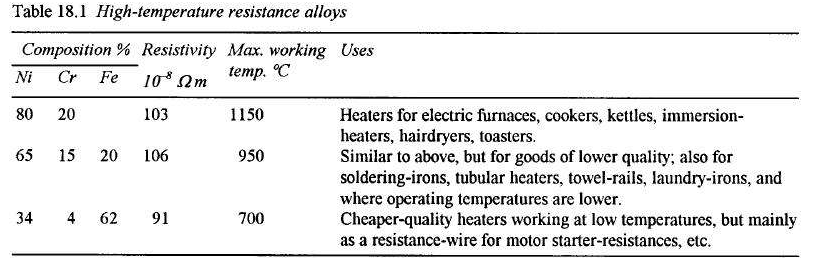 Table 18.1 High-temperature resistance alloys
Composition % Resistivity Max. working Uses
Ni Cr Fe 10⁻⁸ Ω m temp. ºC
80 20 103 1150 Heaters for electric furnaces, cookers, kettles, immersion-
heaters, hairdryers, toasters.
65 15 20 106 950 Similar to above, but for goods of lower quality; also for
soldering-irons, tubular heaters, towel-rails, laundry-irons, and
where operating temperatures are lower.
34 4 62 91 700 Cheaper-quality heaters working at low temperatures, but mainly
as a resistance-wire for motor starter-resistances, etc.